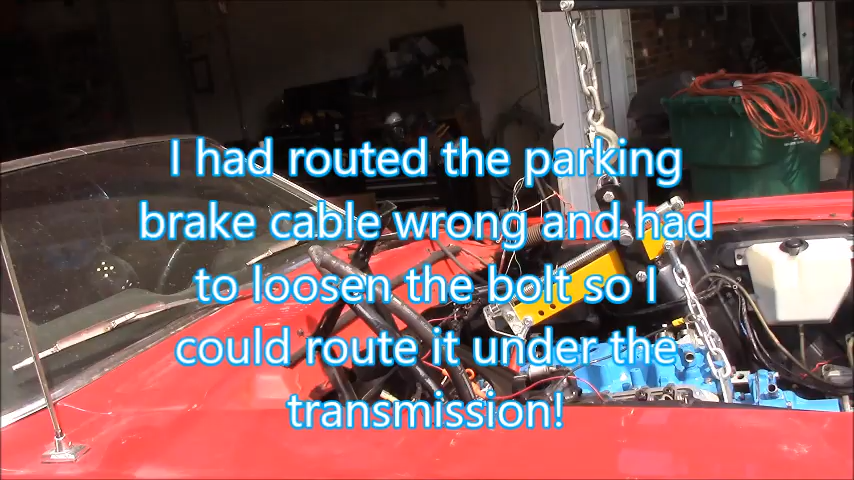 I had routed the parking
brake cable wrong and had
to loosen the bolt so I
could route it under the
transmission!